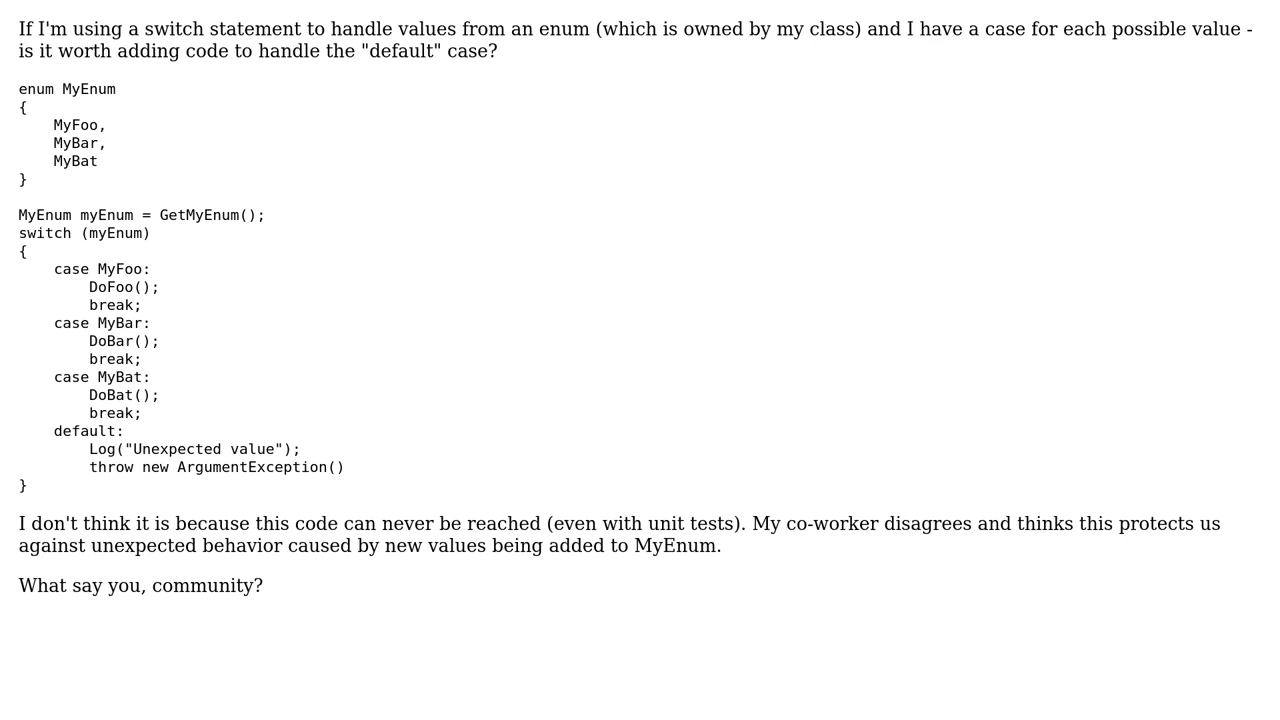 If I'm using a switch statement to handle values from an enum (which is owned by my class) and I have a case for each possible value -
is it worth adding code to handle the "default" case?
enum MyEnum
{
    MyFoo,
    MyBar,
    MyBat
}
MyEnum myEnum = GetMyEnum();
switch (myEnum)
{
    case MyFoo:
        DoFoo();
        break;
    case MyBar:
        DoBar();
        break;
    case MyBat:
        DoBat();
        break;
    default:
        Log("Unexpected value");
        throw new ArgumentException()
}
I don't think it is because this code can never be reached (even with unit tests). My co-worker disagrees and thinks this protects us
against unexpected behavior caused by new values being added to MyEnum.
What say you, community?